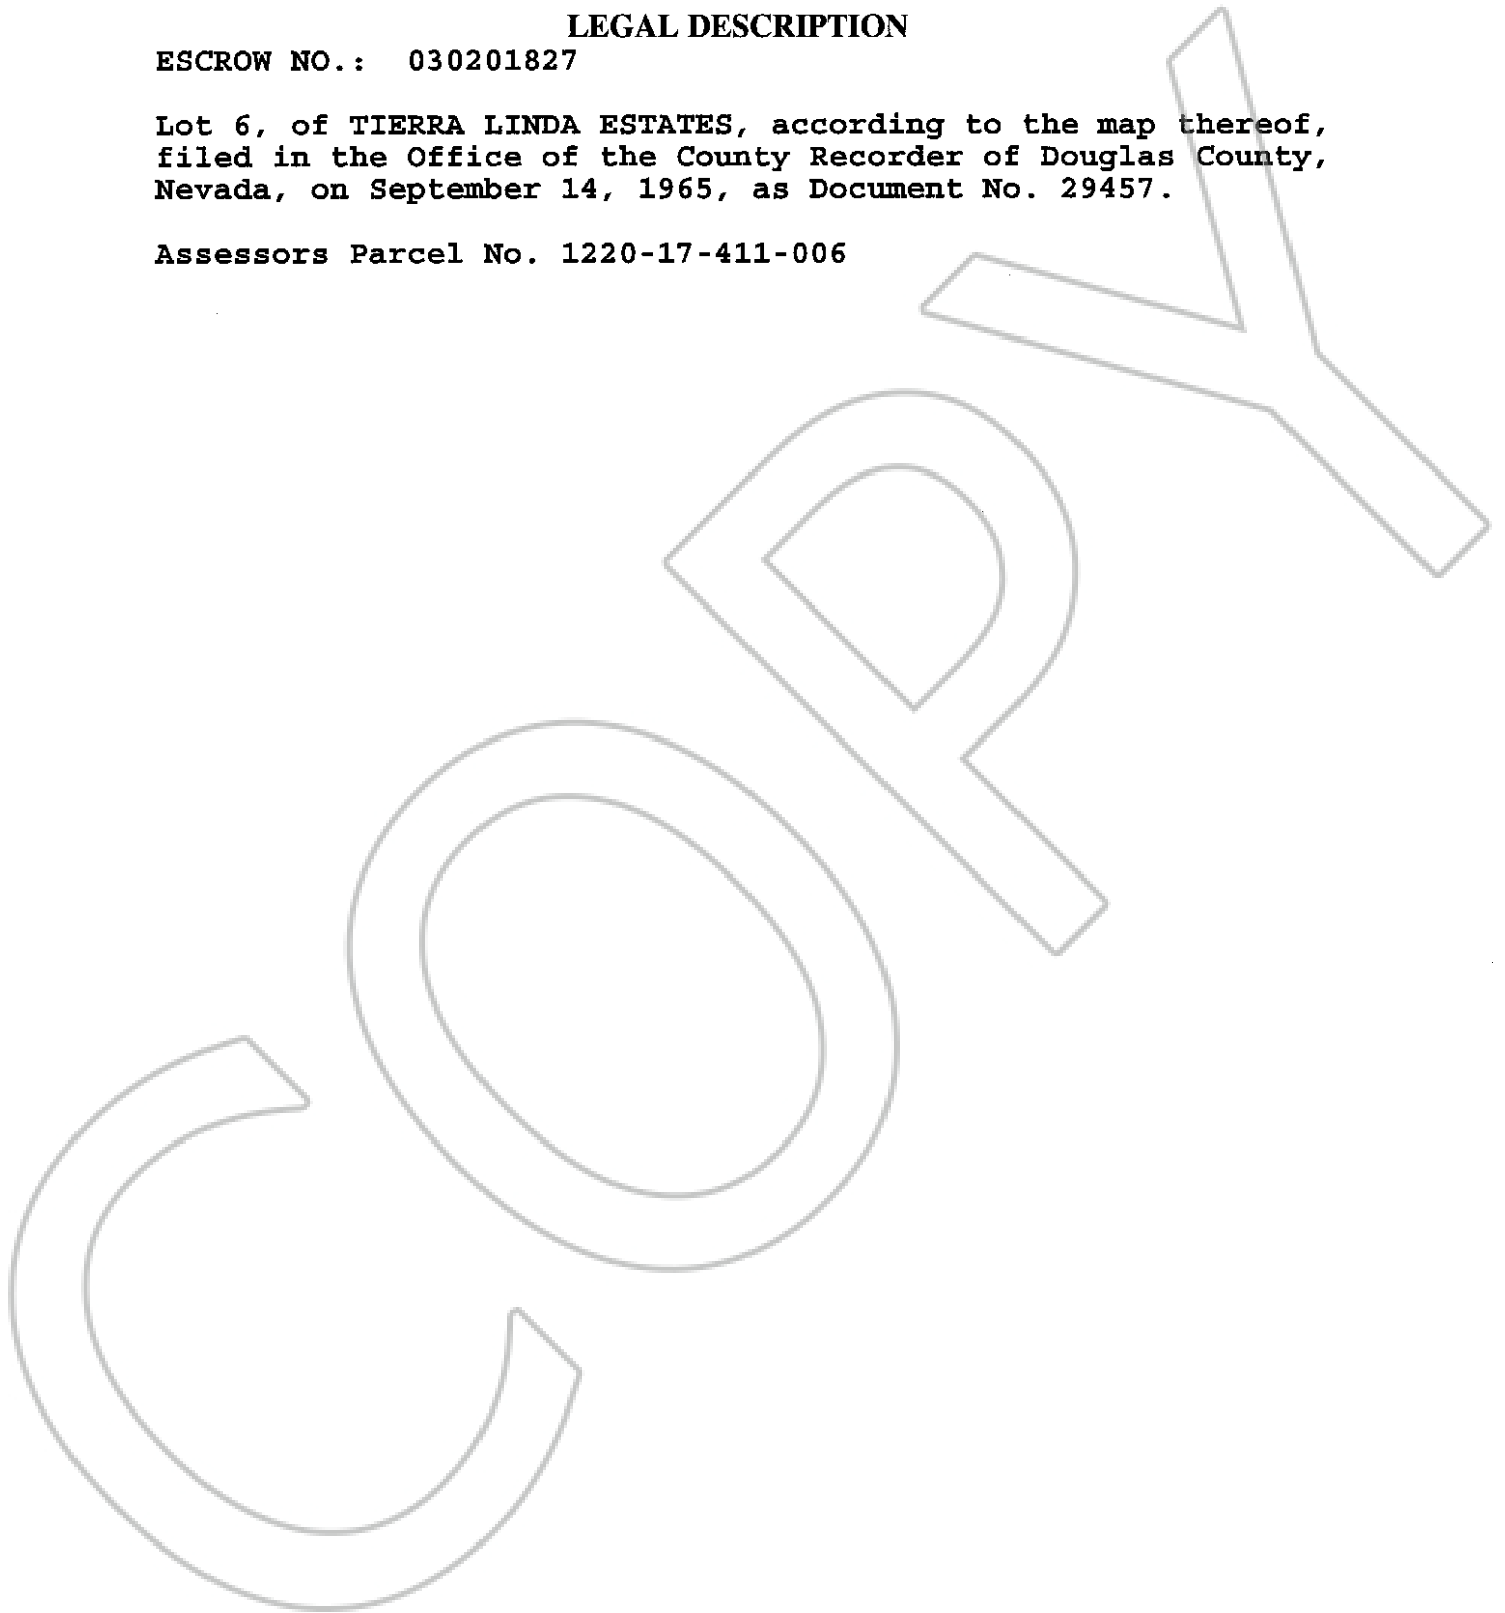 LEGAL DESCRIPTION
ESCROW NO.: 030201827
Lot 6, of TIERRA LINDA ESTATES, according to the map thereof,
filed in the Office of the County Recorder of Douglas County,
Nevada, on September 14, 1965, as Document No. 29457.
Assessors Parcel No. 1220-17-411-006
COPY